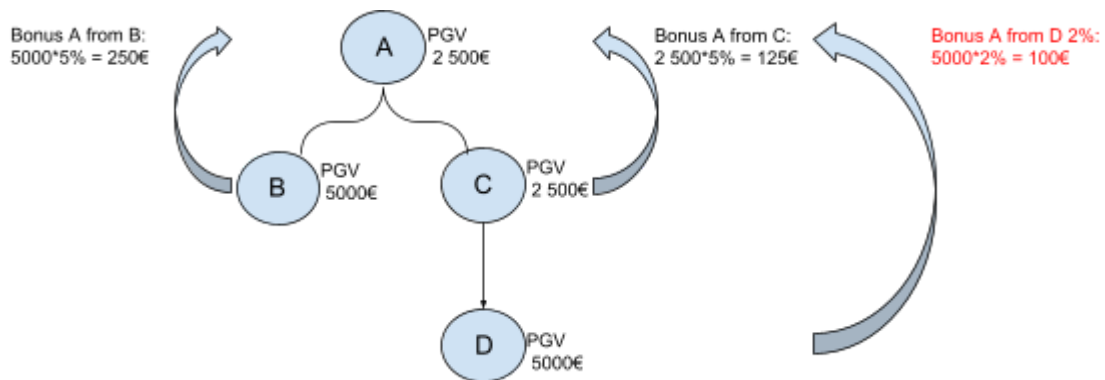 Bonus A from B:
5000*5% = 250€
A
PGV
2 500€
Bonus A from C:
2 500*5% = 125€
Bonus A from D 2%:
5000*2% = 100€
B
PGV
5000€
C
PGV
2 500€
D
PGV
5000€